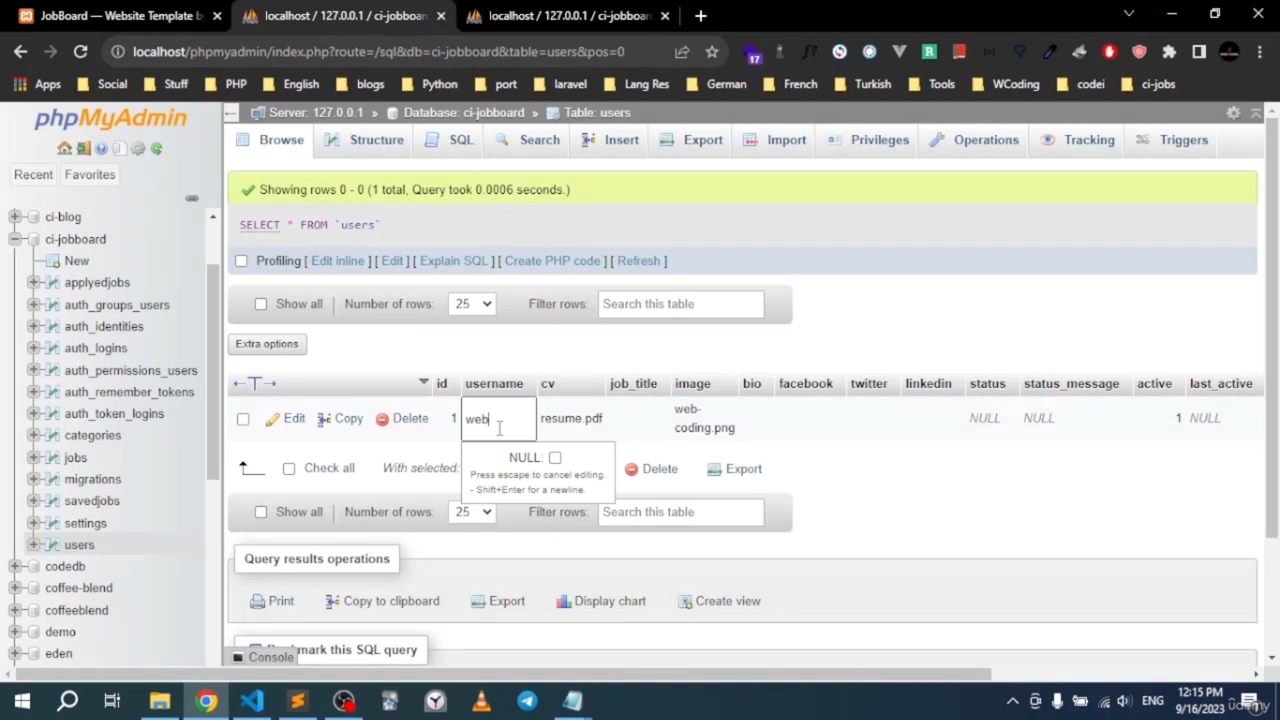 JobBoard — Website Template by
localhost / 127.0.0.1 / ci-jobboar
localhost / 127.0.0.1 / ci-jobboar
localhost/phpmyadmin/index.php?route=/sql&db=ci-jobboard&table=users&pos=0
17
Apps Social Stuff PHP English blogs Python port laravel Lang Res German French Turkish Tools WCoding codei ci-jobs
phpMyAdmin
Recent Favorites
ci-blog
ci-jobboard
New
applyedjobs
auth_groups_users
auth_identities
auth_logins
auth_permissions_users
auth_remember_tokens
auth_token_logins
categories
jobs
migrations
savedjobs
settings
users
codedb
coffee-blend
coffeeblend
demo
eden
Server: 127.0.0.1 » Database: ci-jobboard » Table: users
Browse Structure SQL Search Insert Export Import Privileges Operations Tracking Triggers
Showing rows 0 - 0 (1 total, Query took 0.0006 seconds.)
SELECT * FROM `users`
Profiling [ Edit inline ] [ Edit ] [ Explain SQL ] [ Create PHP code ] [ Refresh ]
Show all Number of rows: 25 Filter rows: Search this table
Extra options
id username cv job_title image bio facebook twitter linkedin status status_message active last_active
Edit Copy Delete 1 web resume.pdf web-coding.png NULL NULL 1 NULL
NULL:
Press escape to cancel editing.
- Shift+Enter for a newline.
Check all With selected: Delete Export
Show all Number of rows: 25 Filter rows: Search this table
Query results operations
Print Copy to clipboard Export Display chart Create view
mark this SQL query
Console
ENG
12:15 PM
9/16/2023
udemy